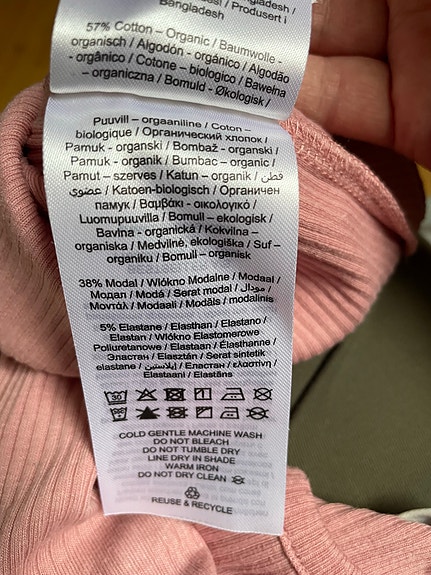 Bangladesh /
/ Produsert i
Bangladesh
57% Cotton - Organic / Baumwolle -
organisch / Algodón - orgánico / Algodão
- orgânico / Cotone – biologico / Bawełna
– organiczna / Bomuld - Økologisk /
Puuvill - orgaaniline / Coton –
biologique / Органический хлопок /
Pamuk - organski / Bombaž - organski /
Pamuk - organik / Bumbac – organic /
Pamut – szerves / Katun – organik / قطن
عضوي / Katoen-biologisch / Органичен
памук / Βαμβάκι - οικολογικό /
Luomupuuvilla / Bomull – ekologisk /
Bavlna - organická / Kokvilna –
organiska / Medvilnė, ekologiška / Suf –
organiku / Bomull – organisk
38% Modal / Włókno Modalne / Modaal /
Модал / Modá / Serat modal / مودال /
Μοντάλ / Modaali / Modāls / modalinis
5% Elastane / Elasthan / Elastano /
Elastan / Włókno Elastomerowe
Poliuretanowe / Elastaan / Élasthanne /
Эластан / Elasztán / Serat sintetik
elastane / إيلاستين / Еластан / ελαστίνη /
Elastaani / Elastāns
30
COLD GENTLE MACHINE WASH
DO NOT BLEACH
DO NOT TUMBLE DRY
LINE DRY IN SHADE
WARM IRON
DO NOT DRY CLEAN
REUSE & RECYCLE